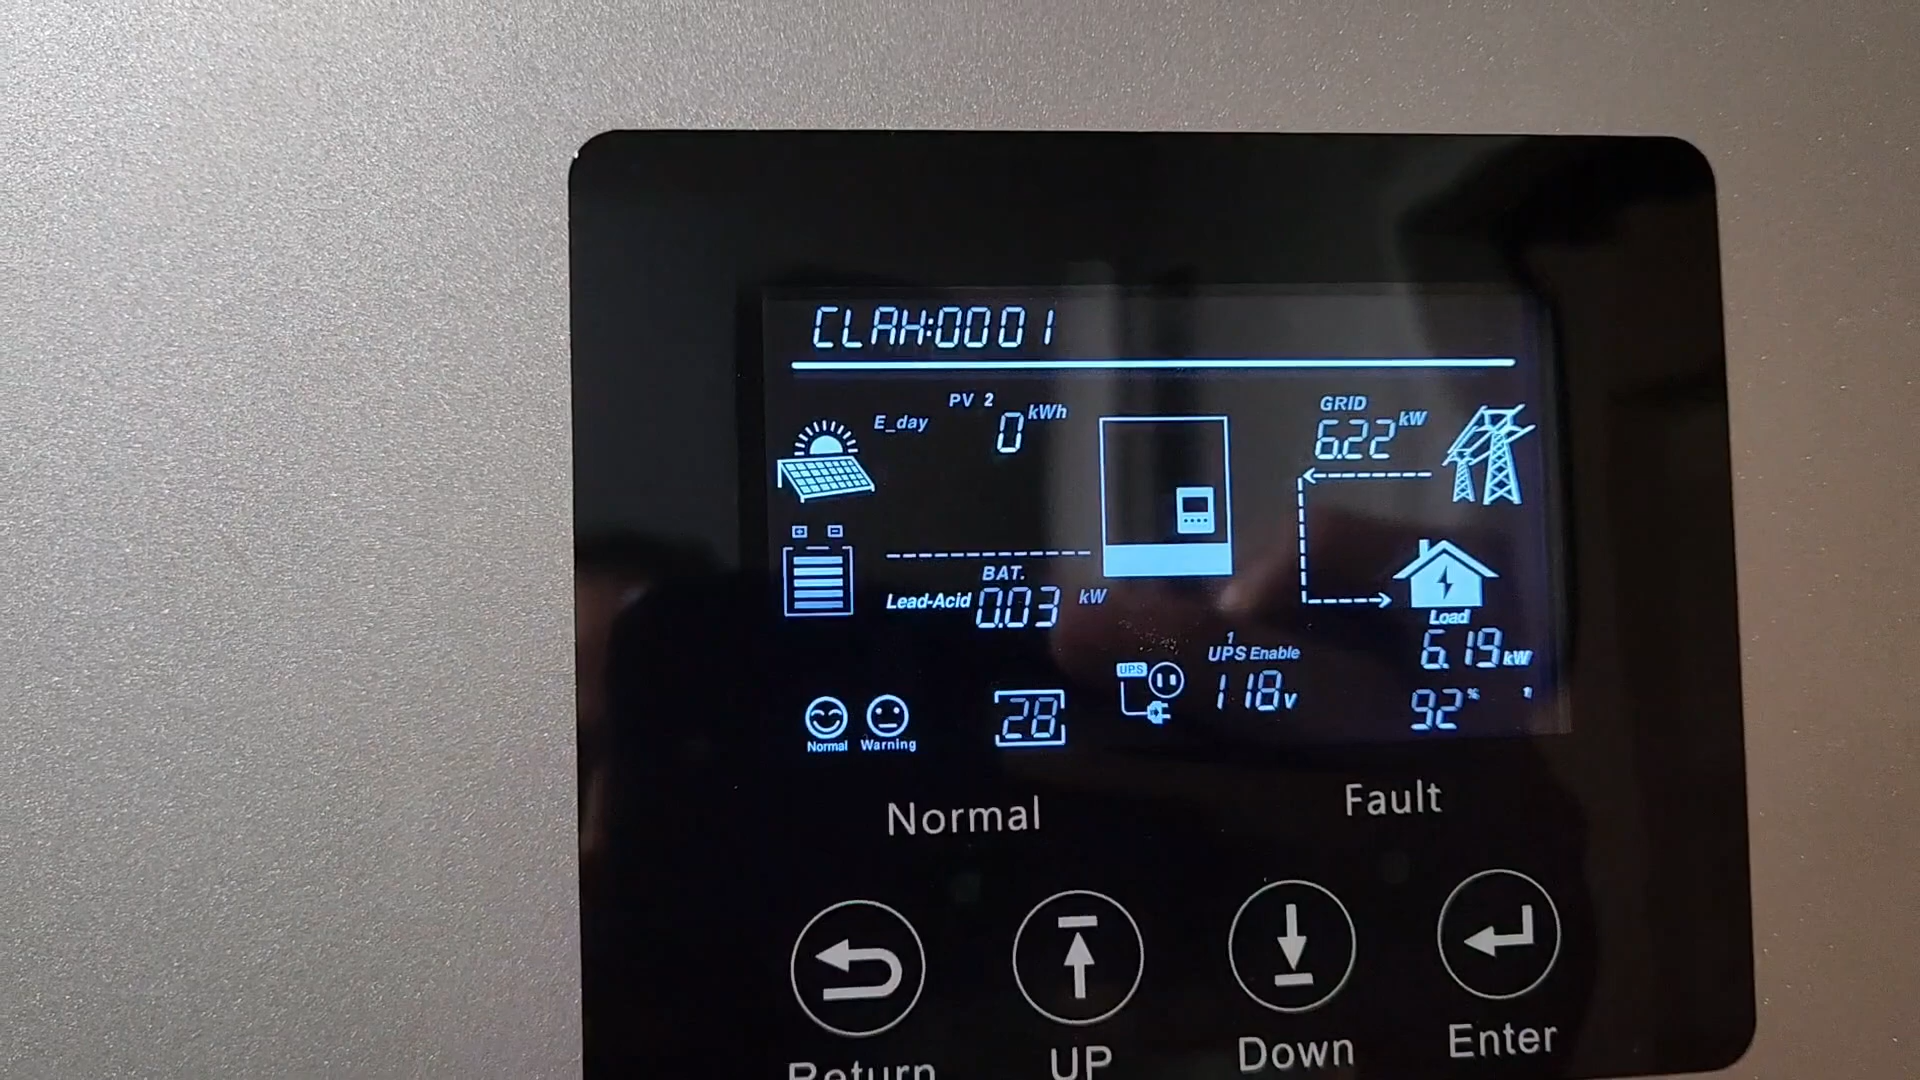 CLAH:0001
PV 2
E_day 0 kWh
GRID
6.22 kW
BAT.
Lead-Acid 0.03 kW
Load
6.19 kW
1
UPS Enable
UPS
118 v
92 %
28
Normal Warning
Normal Fault
Return UP Down Enter